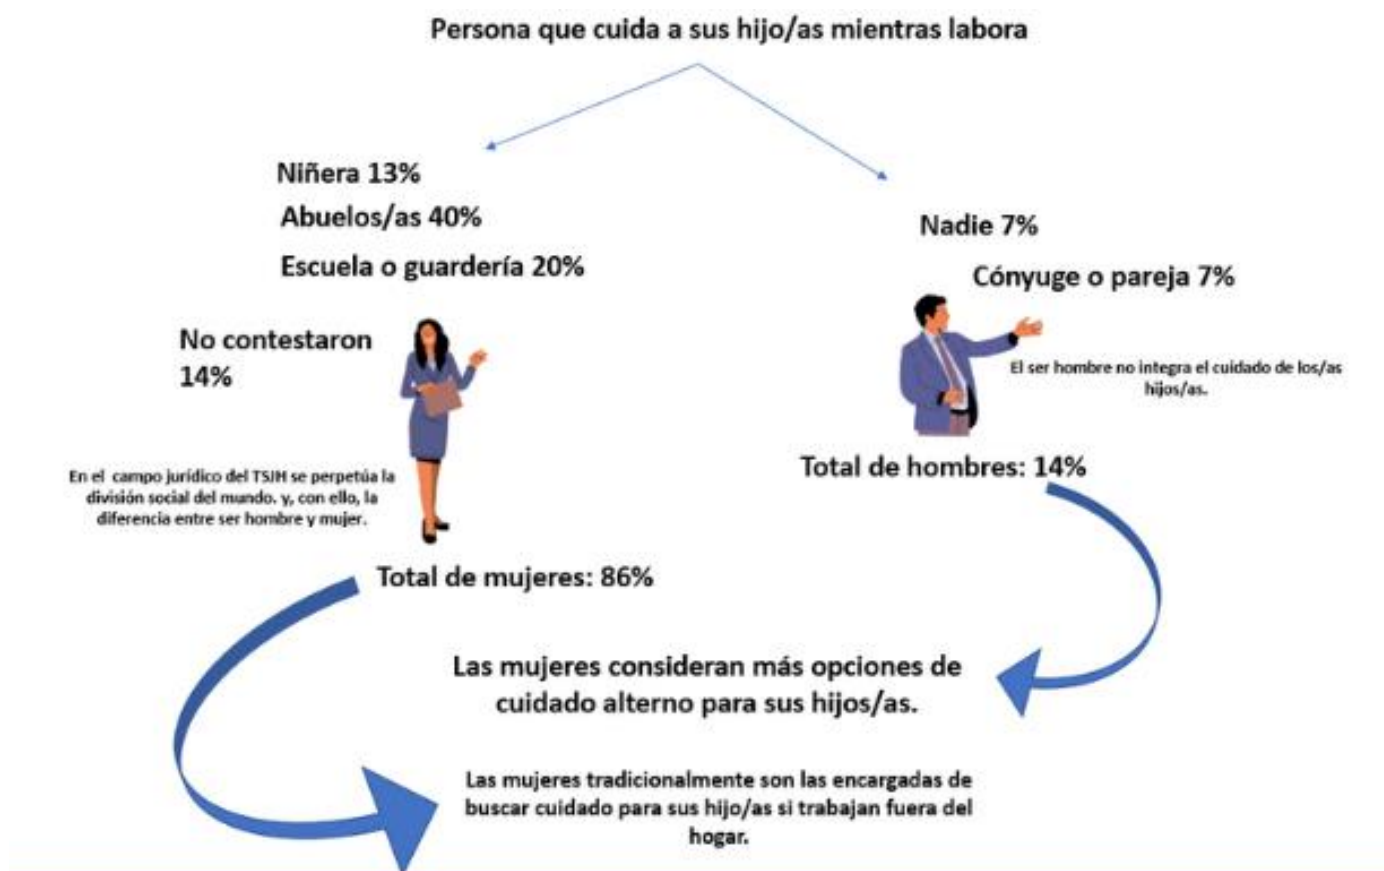 Persona que cuida a sus hijo/as mientras labora
Niñera 13%
Abuelos/as 40%
Escuela o guardería 20%
No contestaron
14%
En el campo jurídico del TSJH se perpetúa la
división social del mundo. y, con ello, la
diferencia entre ser hombre y mujer.
Total de mujeres: 86%
Nadie 7%
Cónyuge o pareja 7%
El ser hombre no integra el cuidado de los/as
hijos/as.
Total de hombres: 14%
Las mujeres consideran más opciones de
cuidado alterno para sus hijos/as.
Las mujeres tradicionalmente son las encargadas de
buscar cuidado para sus hijo/as si trabajan fuera del
hogar.